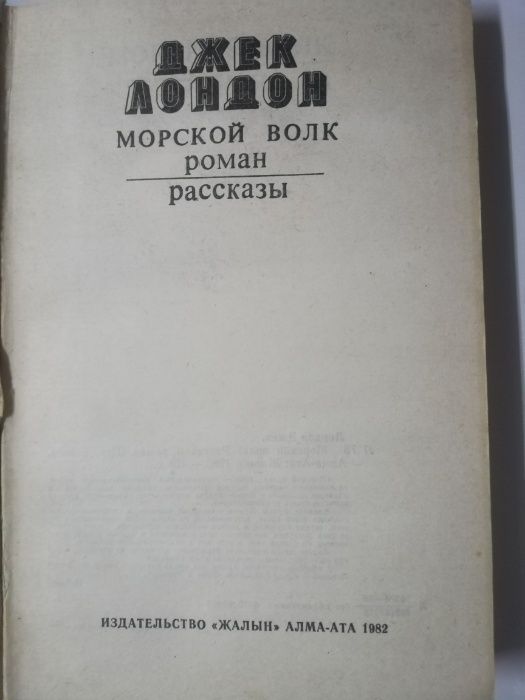 ДЖЕК
ЛОНДОН
МОРСКОЙ ВОЛК
роман
рассказы
ИЗДАТЕЛЬСТВО «ЖАЛЫН» АЛМА-АТА 1982